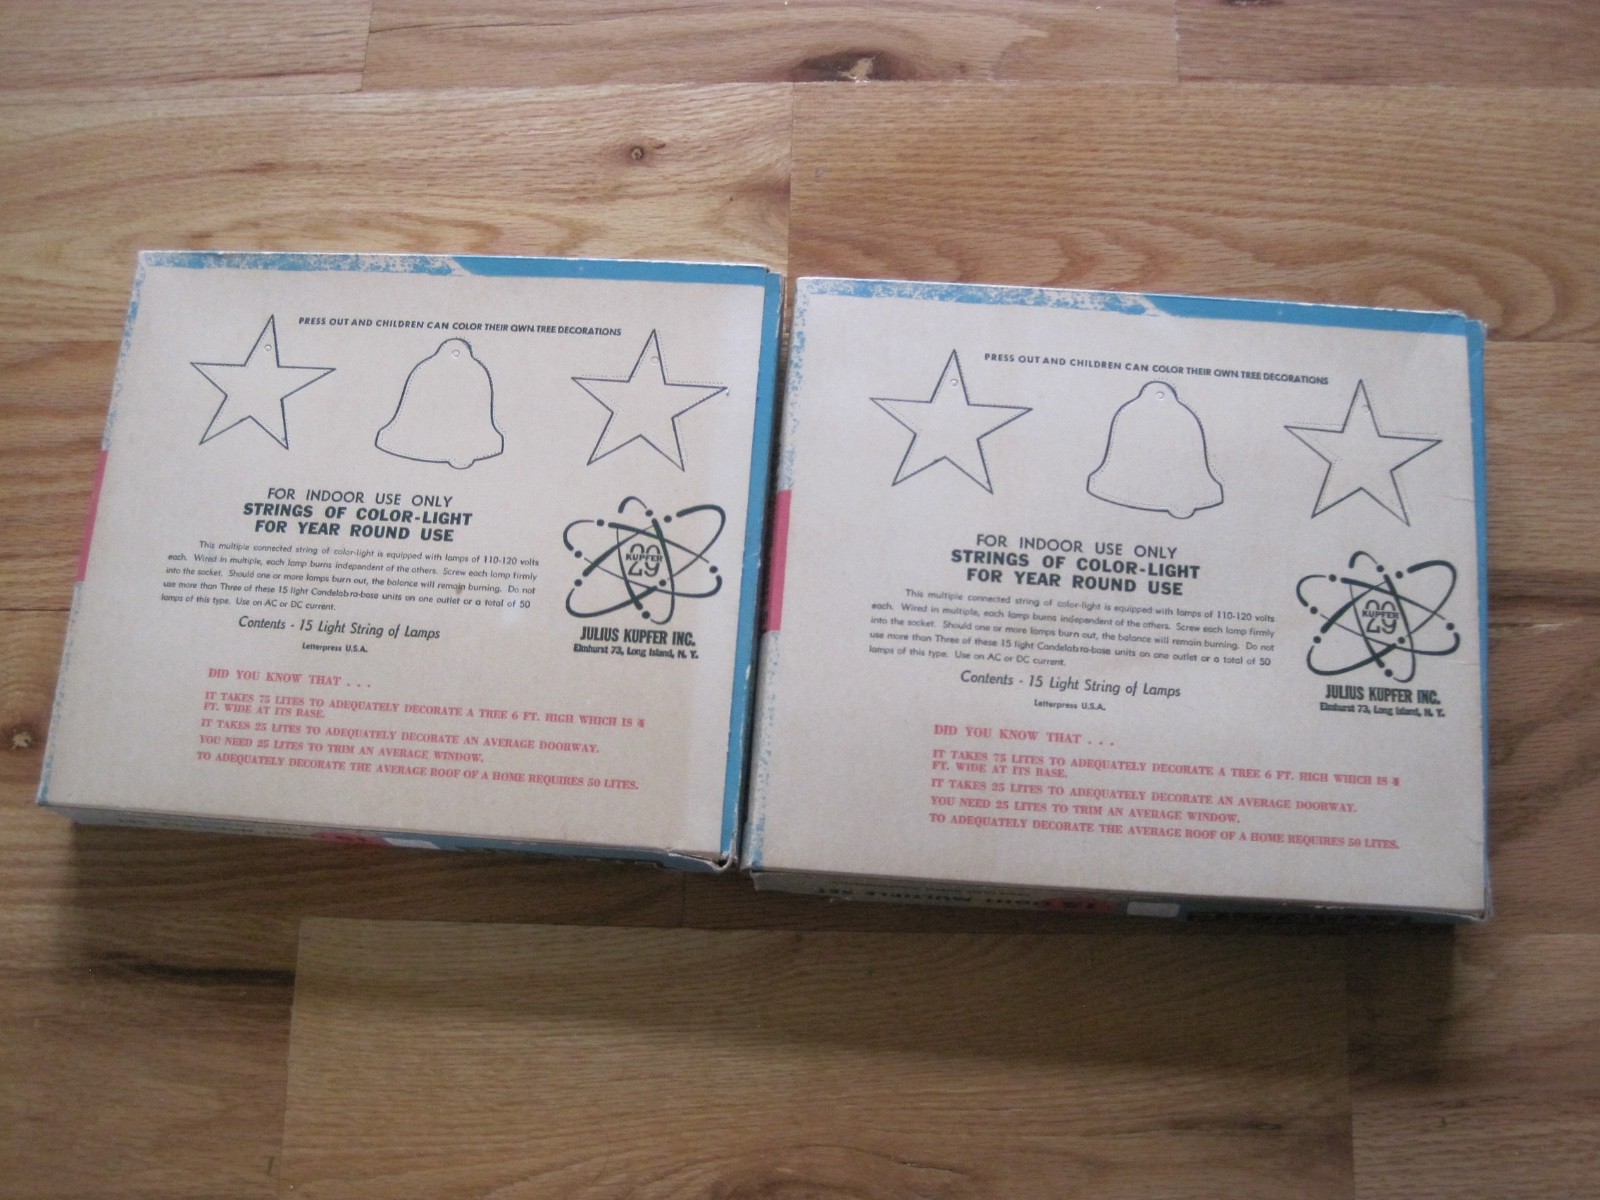 PRESS OUT AND CHILDREN CAN COLOR THEIR OWN TREE DECORATIONS
FOR INDOOR USE ONLY
STRINGS OF COLOR-LIGHT
FOR YEAR ROUND USE
This multiple connected string of color-light is equipped with lamps of 110-120 volts
each. Wired in multiple, each lamp burns independent of the others. Screw each lamp firmly
into the socket. Should one or more lamps burn out, the balance will remain burning. Do not
use more than Three of these 15 light Candelabra-base units on one outlet or a total of 50
lamps of this type. Use on AC or DC current.
Contents - 15 Light String of Lamps
Letterpress U.S.A.
29
KUPFER
29
JULIUS KUPFER INC.
Elmhurst 73, Long Island, N. Y.
DID YOU KNOW THAT . . .
IT TAKES 75 LITES TO ADEQUATELY DECORATE A TREE 6 FT. HIGH WHICH IS 4
FT. WIDE AT ITS BASE.
IT TAKES 25 LITES TO ADEQUATELY DECORATE AN AVERAGE DOORWAY.
YOU NEED 25 LITES TO TRIM AN AVERAGE WINDOW.
TO ADEQUATELY DECORATE THE AVERAGE ROOF OF A HOME REQUIRES 50 LITES.
PRESS OUT AND CHILDREN CAN COLOR THEIR OWN TREE DECORATIONS
FOR INDOOR USE ONLY
STRINGS OF COLOR-LIGHT
FOR YEAR ROUND USE
This multiple connected string of color-light is equipped with lamps of 110-120 volts
each. Wired in multiple, each lamp burns independent of the others. Screw each lamp firmly
into the socket. Should one or more lamps burn out, the balance will remain burning. Do not
use more than Three of these 15 light Candelabra-base units on one outlet or a total of 50
lamps of this type. Use on AC or DC current.
Contents - 15 Light String of Lamps
Letterpress U.S.A.
29
KUPFER
29
JULIUS KUPFER INC.
Elmhurst 73, Long Island, N. Y.
DID YOU KNOW THAT . . .
IT TAKES 75 LITES TO ADEQUATELY DECORATE A TREE 6 FT. HIGH WHICH IS 4
FT. WIDE AT ITS BASE.
IT TAKES 25 LITES TO ADEQUATELY DECORATE AN AVERAGE DOORWAY.
YOU NEED 25 LITES TO TRIM AN AVERAGE WINDOW.
TO ADEQUATELY DECORATE THE AVERAGE ROOF OF A HOME REQUIRES 50 LITES.
15 LIGHT MULTIPLE SET